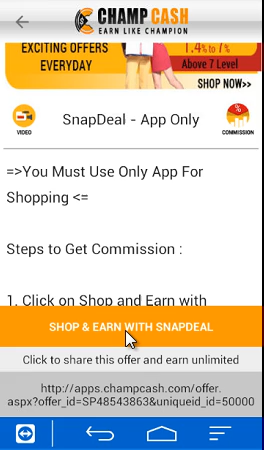 CHAMP CASH
EARN LIKE CHAMPION
EXCITING OFFERS
EVERYDAY
1.4% to 7%
Above 7 Level
SHOP NOW>>
VIDEO
SnapDeal - App Only
%
COMMISSION
=>You Must Use Only App For
Shopping <=
Steps to Get Commission :
1. Click on Shop and Earn with
SHOP & EARN WITH SNAPDEAL
Click to share this offer and earn unlimited
http://apps.champcash.com/offer.
aspx?offer_id=SP48543863&uniqueid_id=50000